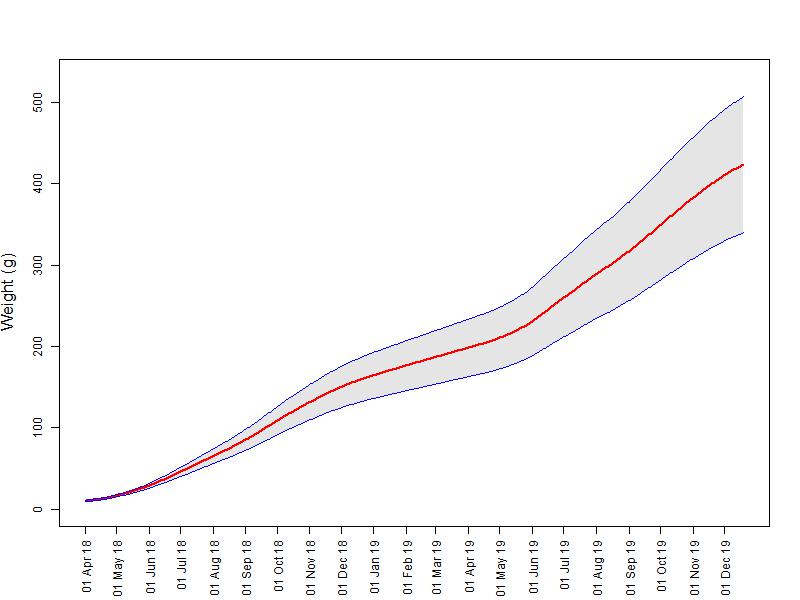 500
400
300
200
100
0
Weight (g)
01 Apr 18
01 May 18
01 Jun 18
01 Jul 18
01 Aug 18
01 Sep 18
01 Oct 18
01 Nov 18
01 Dec 18
01 Jan 19
01 Feb 19
01 Mar 19
01 Apr 19
01 May 19
01 Jun 19
01 Jul 19
01 Aug 19
01 Sep 19
01 Oct 19
01 Nov 19
01 Dec 19